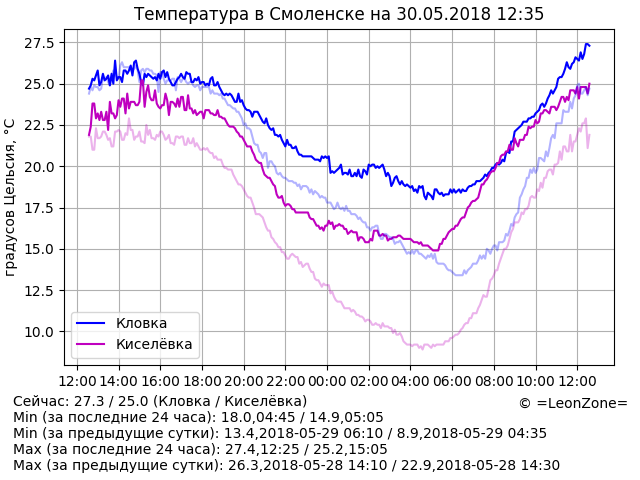 Температура в Смоленске на 30.05.2018 12:35
градусов Цельсия, °C
27.5
25.0
22.5
20.0
17.5
15.0
12.5
10.0
Кловка
Киселёвка
12:00 14:00 16:00 18:00 20:00 22:00 00:00 02:00 04:00 06:00 08:00 10:00 12:00
Сейчас: 27.3 / 25.0 (Кловка / Киселёвка)
© =LeonZone=
Min (за последние 24 часа): 18.0,04:45 / 14.9,05:05
Min (за предыдущие сутки): 13.4,2018-05-29 06:10 / 8.9,2018-05-29 04:35
Max (за последние 24 часа): 27.4,12:25 / 25.2,15:05
Max (за предыдущие сутки): 26.3,2018-05-28 14:10 / 22.9,2018-05-28 14:30